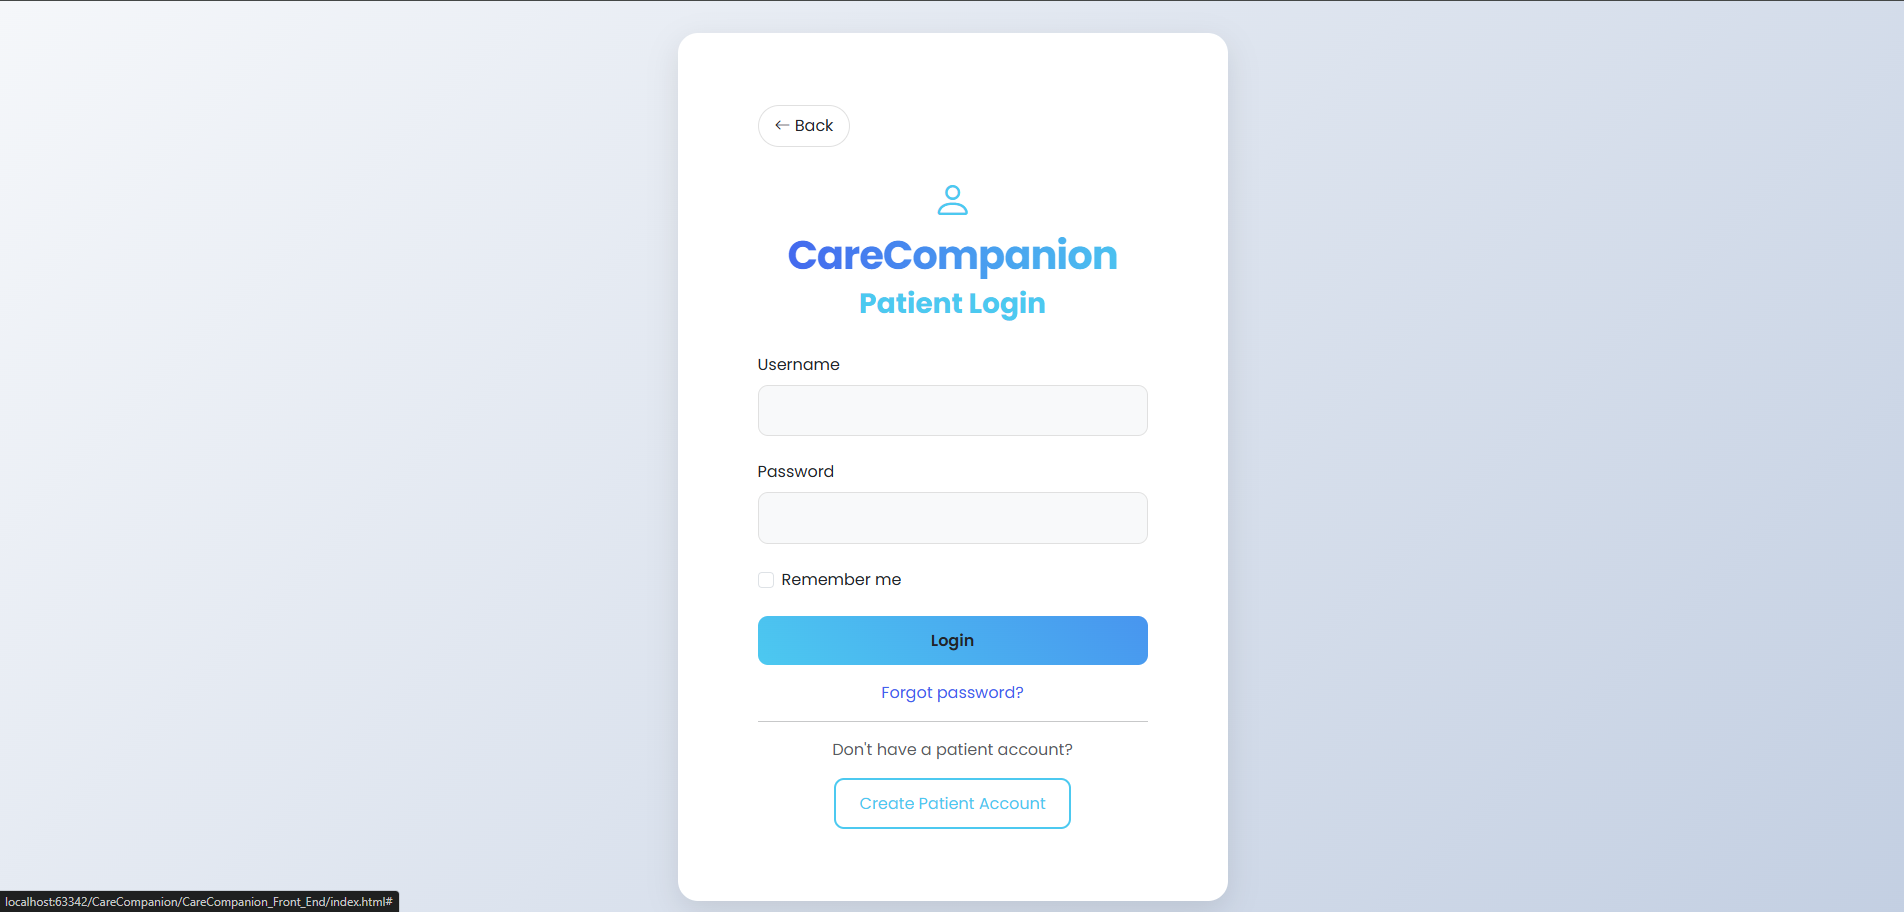 ← Back
CareCompanion
Patient Login
Username
Password
Remember me
Login
Forgot password?
Don't have a patient account?
Create Patient Account
localhost:63342/CareCompanion/CareCompanion_Front_End/index.html#